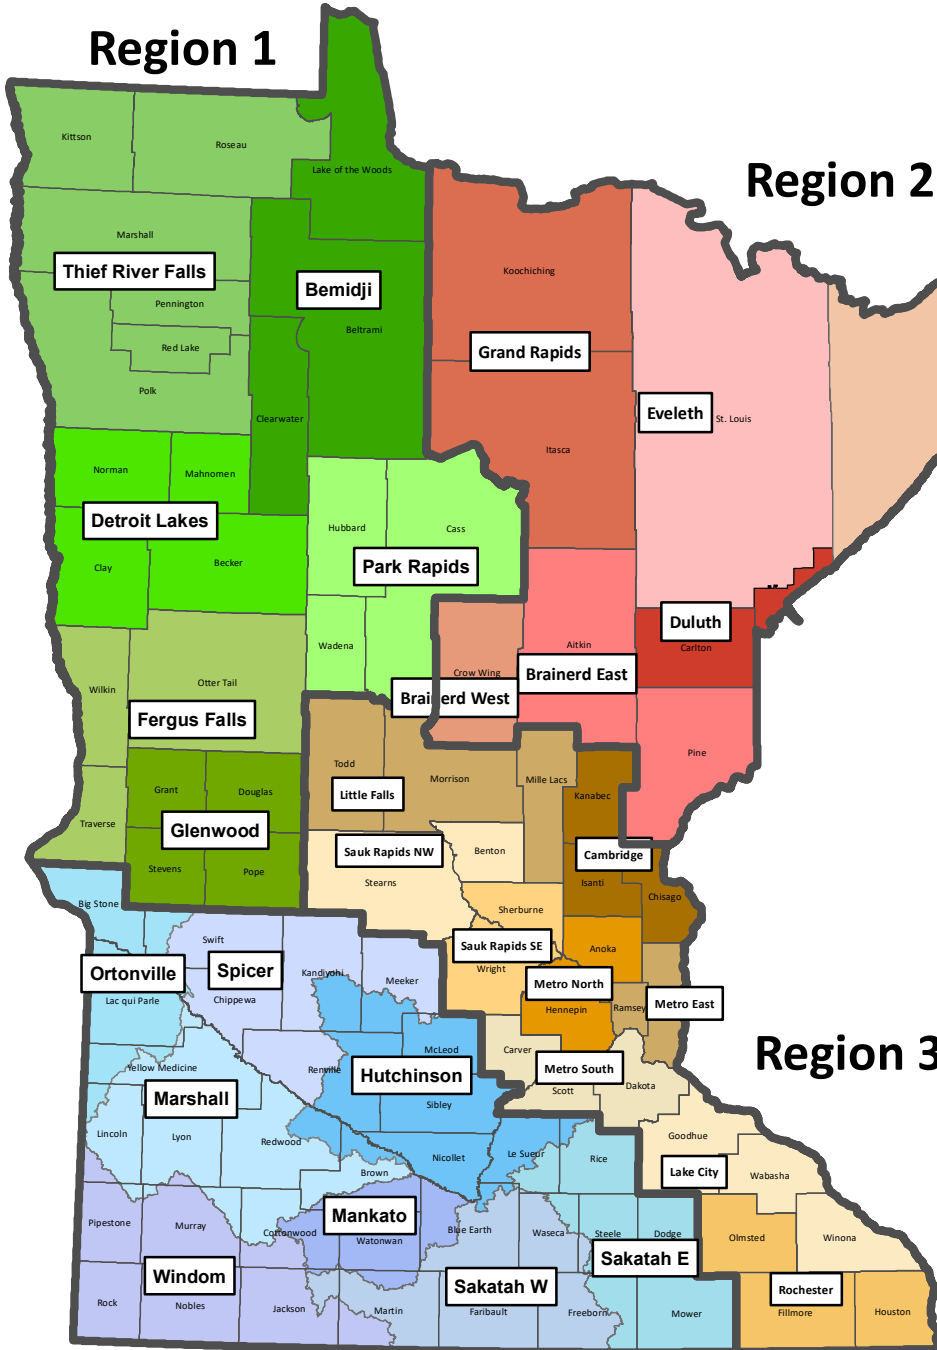 Region 1
Region 2
Kittson
Roseau
Lake of the Woods
Marshall
Thief River Falls
Pennington
Red Lake
Polk
Bemidji
Beltrami
Clearwater
Koochiching
Grand Rapids
Itasca
Eveleth
St. Louis
Norman
Mahnomen
Detroit Lakes
Clay
Becker
Hubbard
Cass
Park Rapids
Wadena
Duluth
Carlton
Aitkin
Brainerd East
Crow Wing
Brainerd West
Pine
Wilkin
Otter Tail
Fergus Falls
Grant
Douglas
Traverse
Glenwood
Stevens
Pope
Todd
Morrison
Little Falls
Mille Lacs
Kanabec
Sauk Rapids NW
Benton
Stearns
Cambridge
Isanti
Chisago
Sherburne
Sauk Rapids SE
Wright
Anoka
Metro North
Hennepin
Ramsey
Metro East
Region 3
Carver
Metro South
Scott
Dakota
Big Stone
Swift
Ortonville
Spicer
Kandiyohi
Meeker
Lac qui Parle
Chippewa
McLeod
Yellow Medicine
Renville
Hutchinson
Sibley
Marshall
Lincoln
Lyon
Redwood
Nicollet
Le Sueur
Rice
Goodhue
Lake City
Wabasha
Brown
Pipestone
Murray
Cottonwood
Mankato
Watonwan
Blue Earth
Waseca
Steele
Dodge
Olmsted
Winona
Windom
Sakatah W
Sakatah E
Rochester
Rock
Nobles
Jackson
Martin
Faribault
Freeborn
Mower
Fillmore
Houston